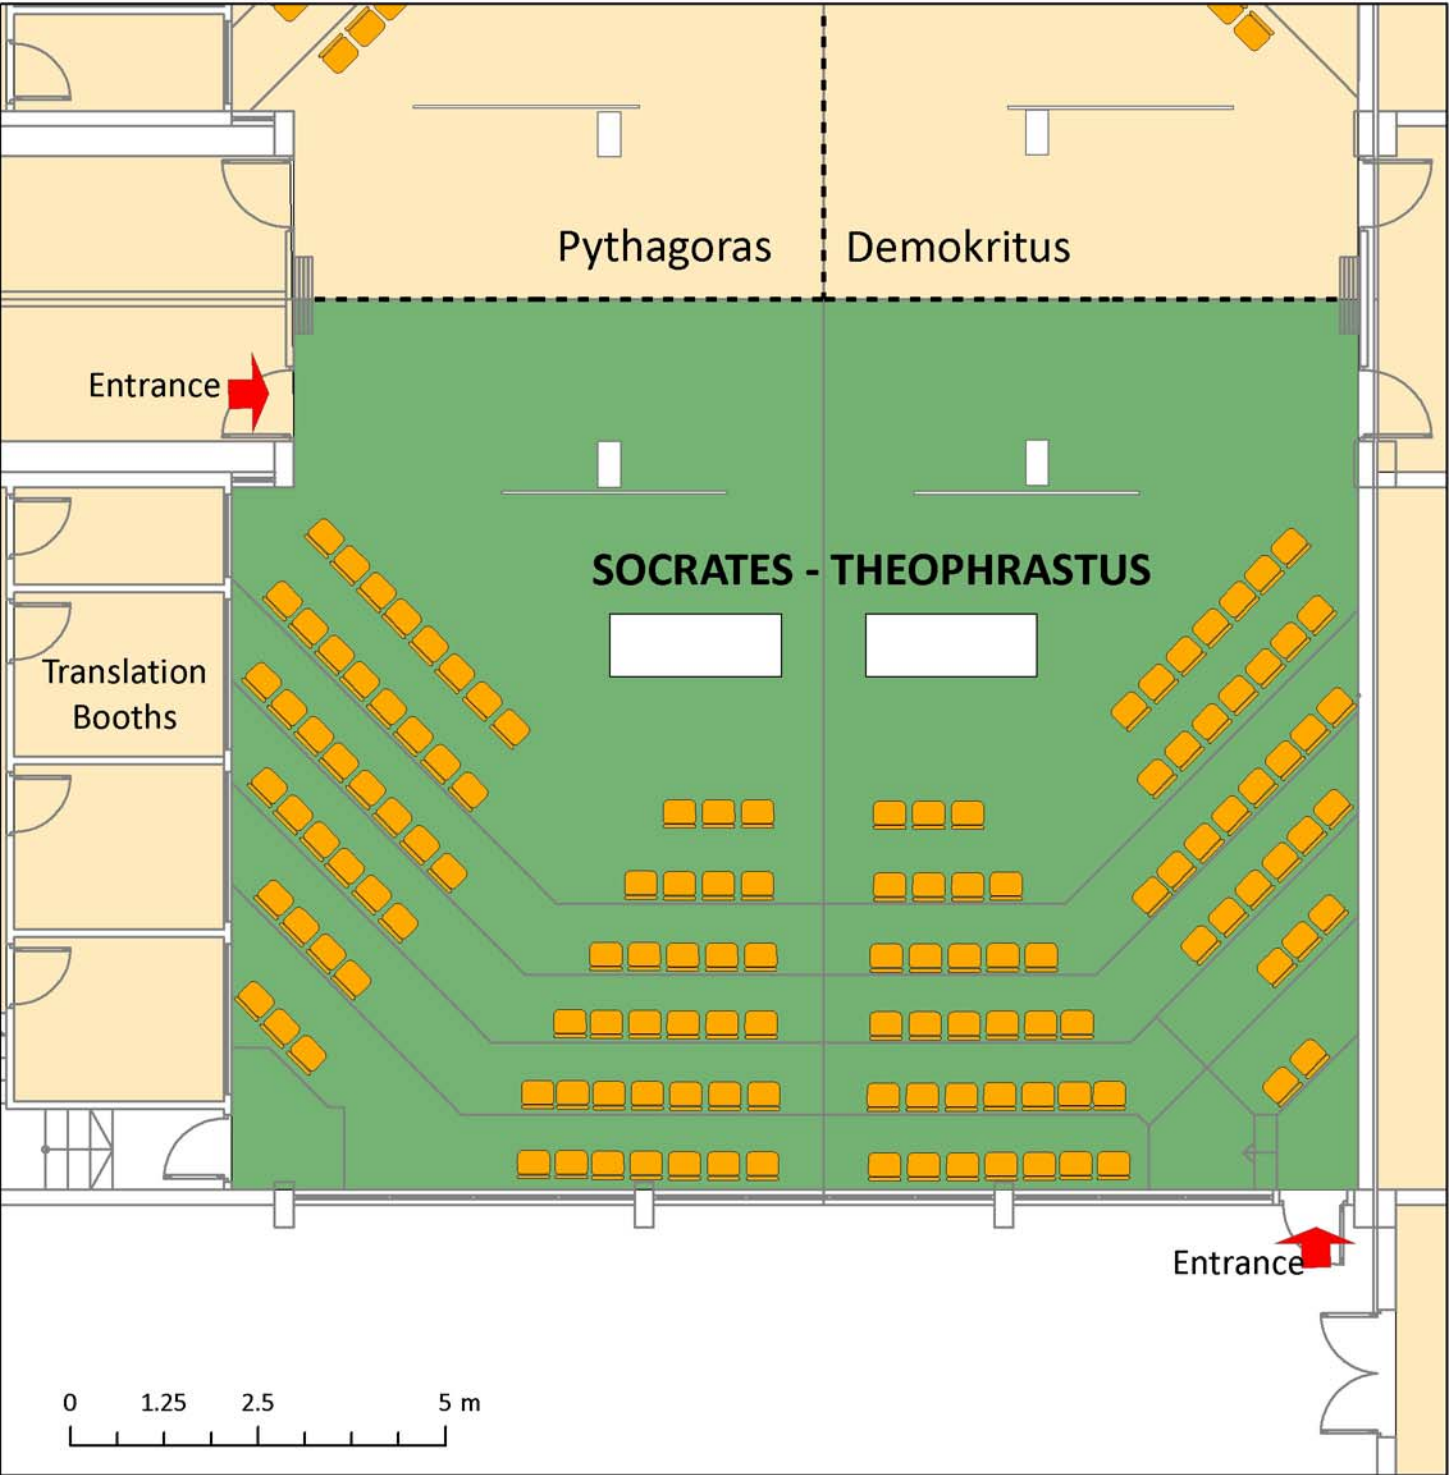 Pythagoras
Demokritus
Entrance
SOCRATES - THEOPHRASTUS
Translation
Booths
Entrance
0 1.25 2.5 5 m